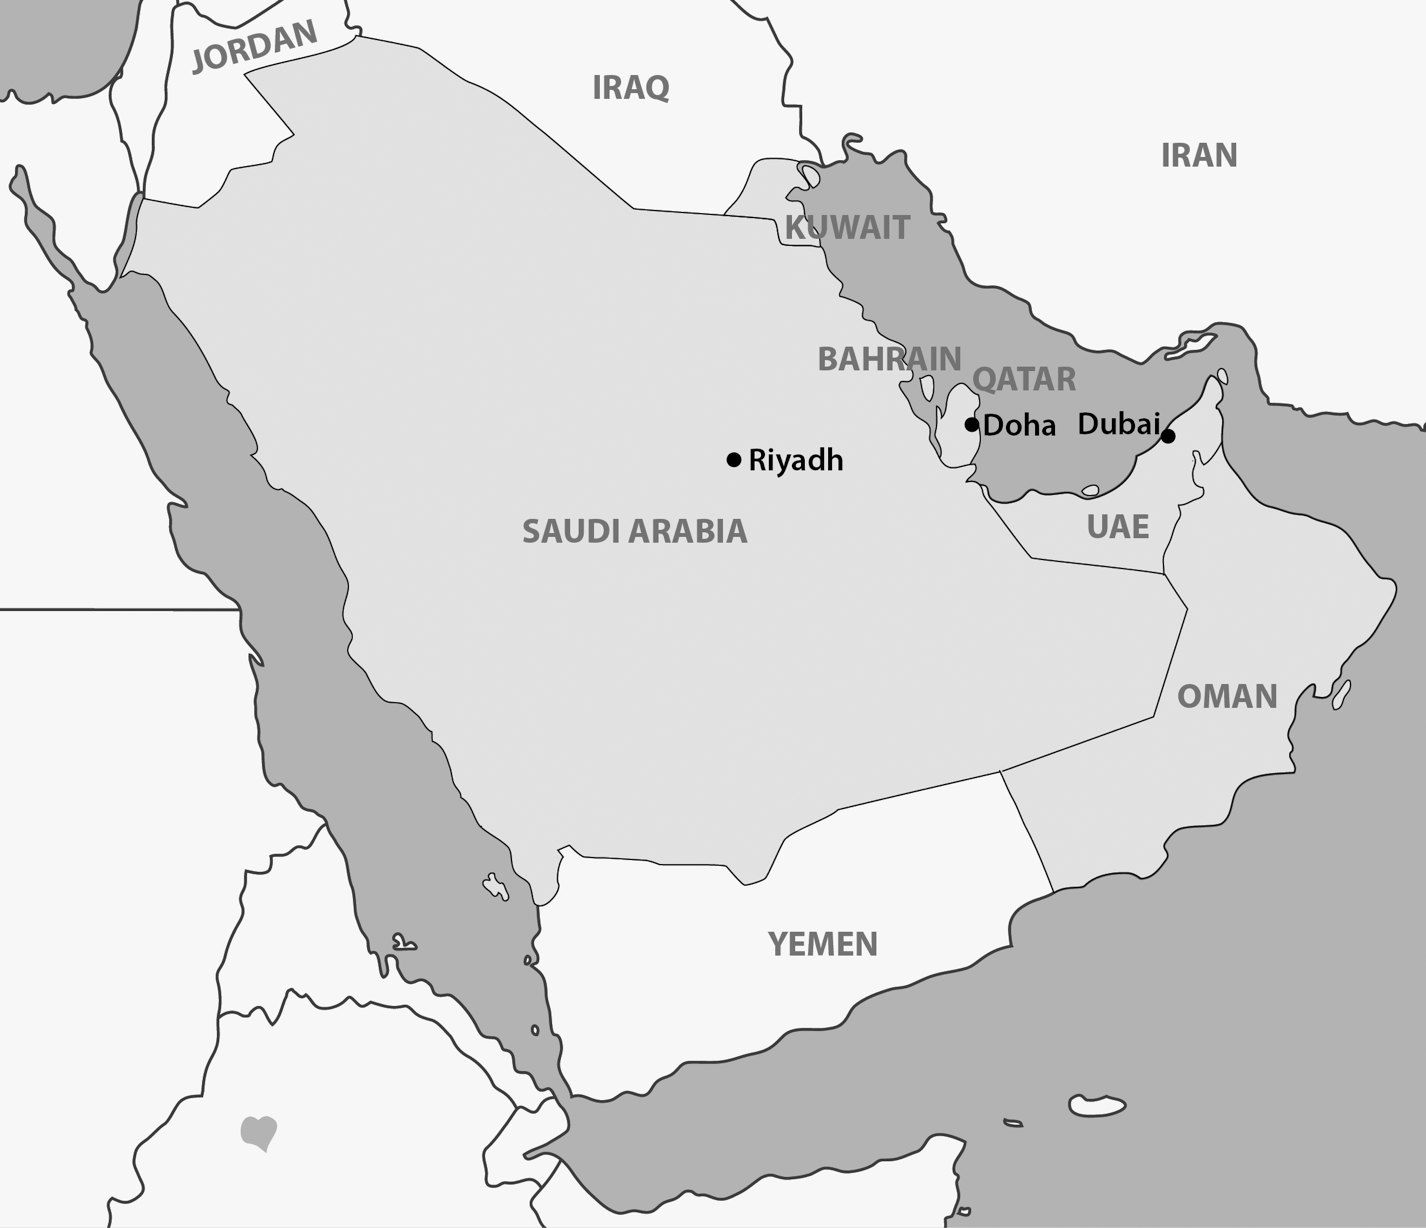 JORDAN
IRAQ
IRAN
KUWAIT
BAHRAIN
QATAR
Doha
Dubai
Riyadh
SAUDI ARABIA
UAE
OMAN
YEMEN